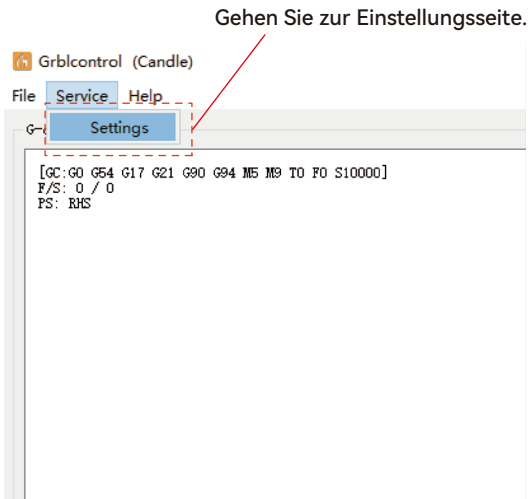 Gehen Sie zur Einstellungsseite.
Grblcontrol (Candle)
File Service Help
Settings
[GC:G0 G54 G17 G21 G90 G94 M5 M9 T0 F0 S10000]
F/S: 0 / 0
PS: RHS